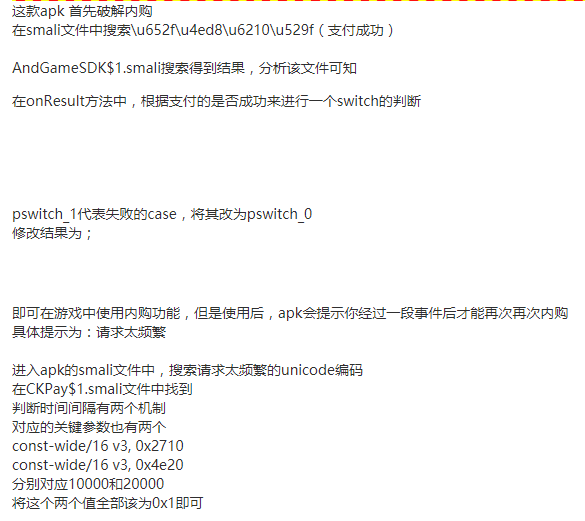 这款apk 首先破解内购
在smali文件中搜索\u652f\u4ed8\u6210\u529f（支付成功）
AndGameSDK$1.smali搜索得到结果，分析该文件可知
在onResult方法中，根据支付的是否成功来进行一个switch的判断
pswitch_1代表失败的case，将其改为pswitch_0
修改结果为；
即可在游戏中使用内购功能，但是使用后，apk会提示你经过一段事件后才能再次再次内购
具体提示为：请求太频繁
进入apk的smali文件中，搜索请求太频繁的unicode编码
在CKPay$1.smali文件中找到
判断时间间隔有两个机制
对应的关键参数也有两个
const-wide/16 v3, 0x2710
const-wide/16 v3, 0x4e20
分别对应10000和20000
将这个两个值全部该为0x1即可